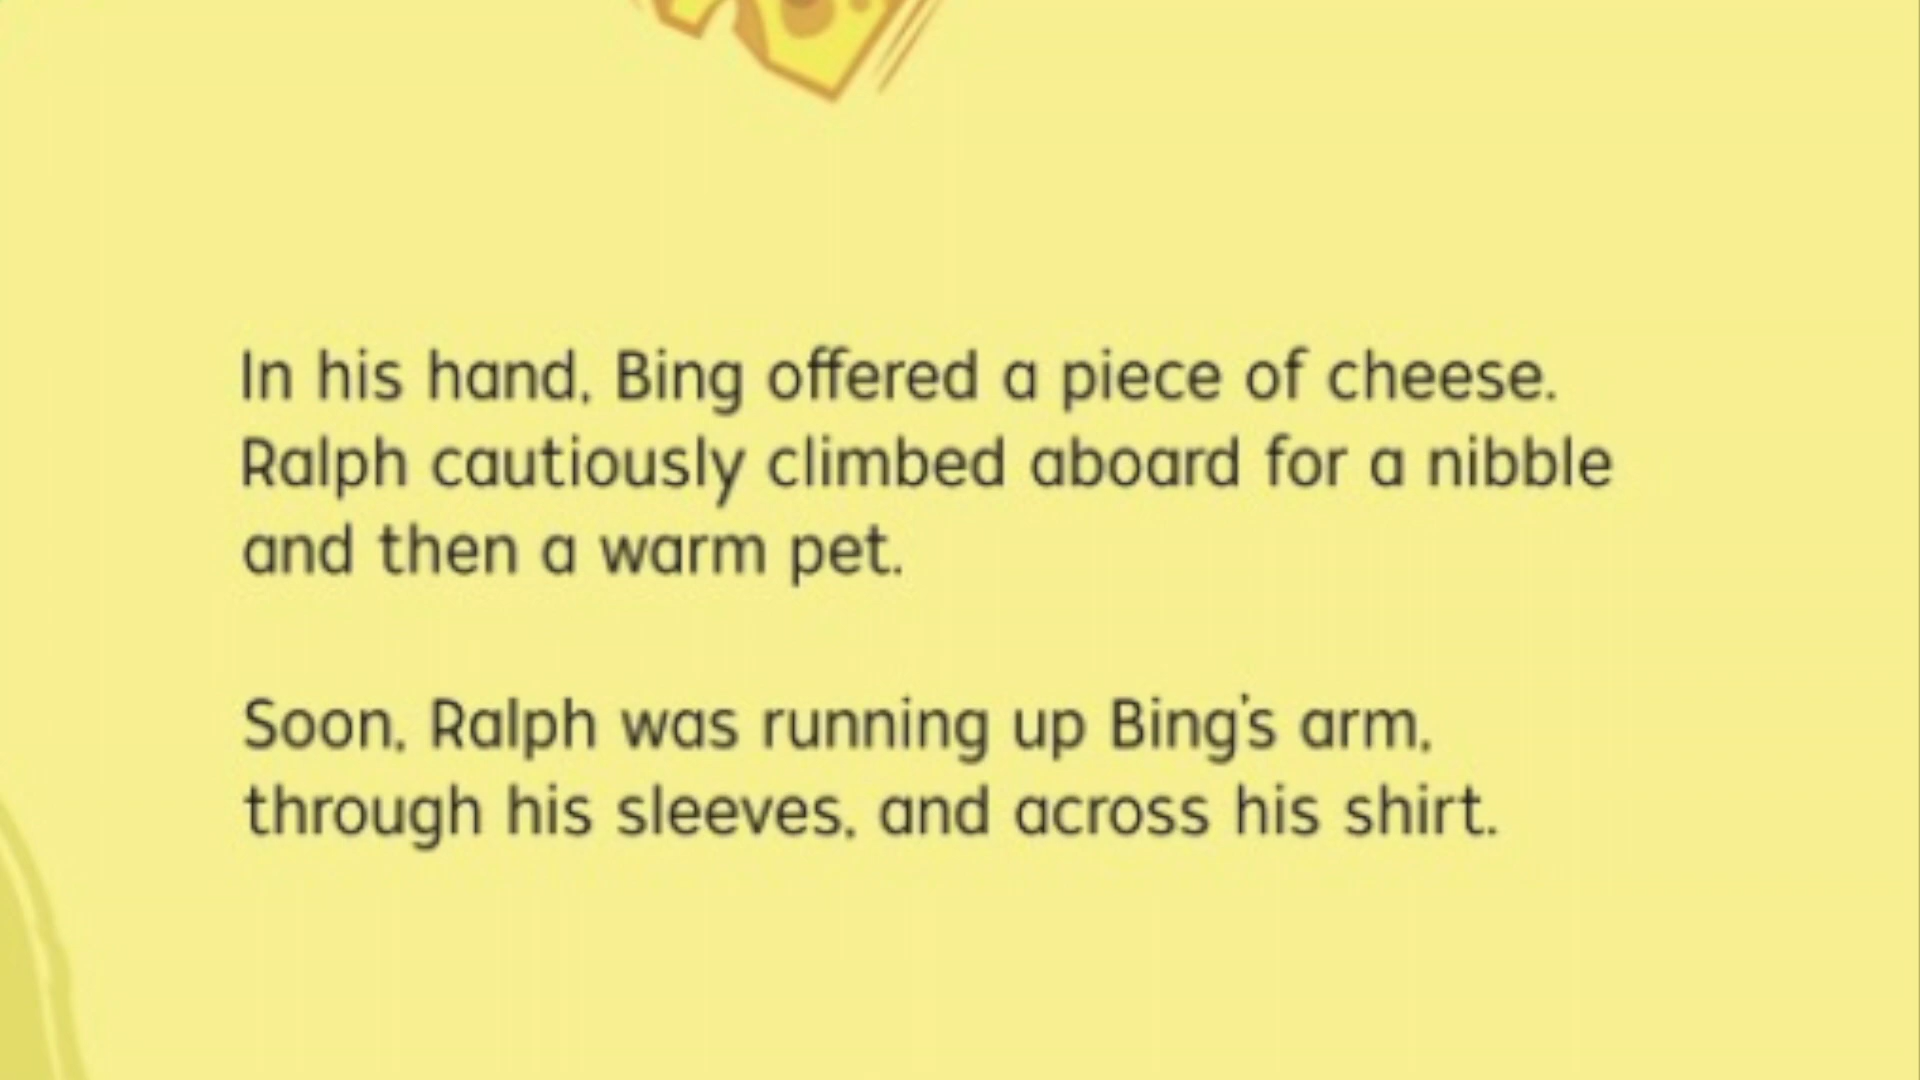 In his hand, Bing offered a piece of cheese.
Ralph cautiously climbed aboard for a nibble
and then a warm pet.
Soon, Ralph was running up Bing's arm,
through his sleeves, and across his shirt.